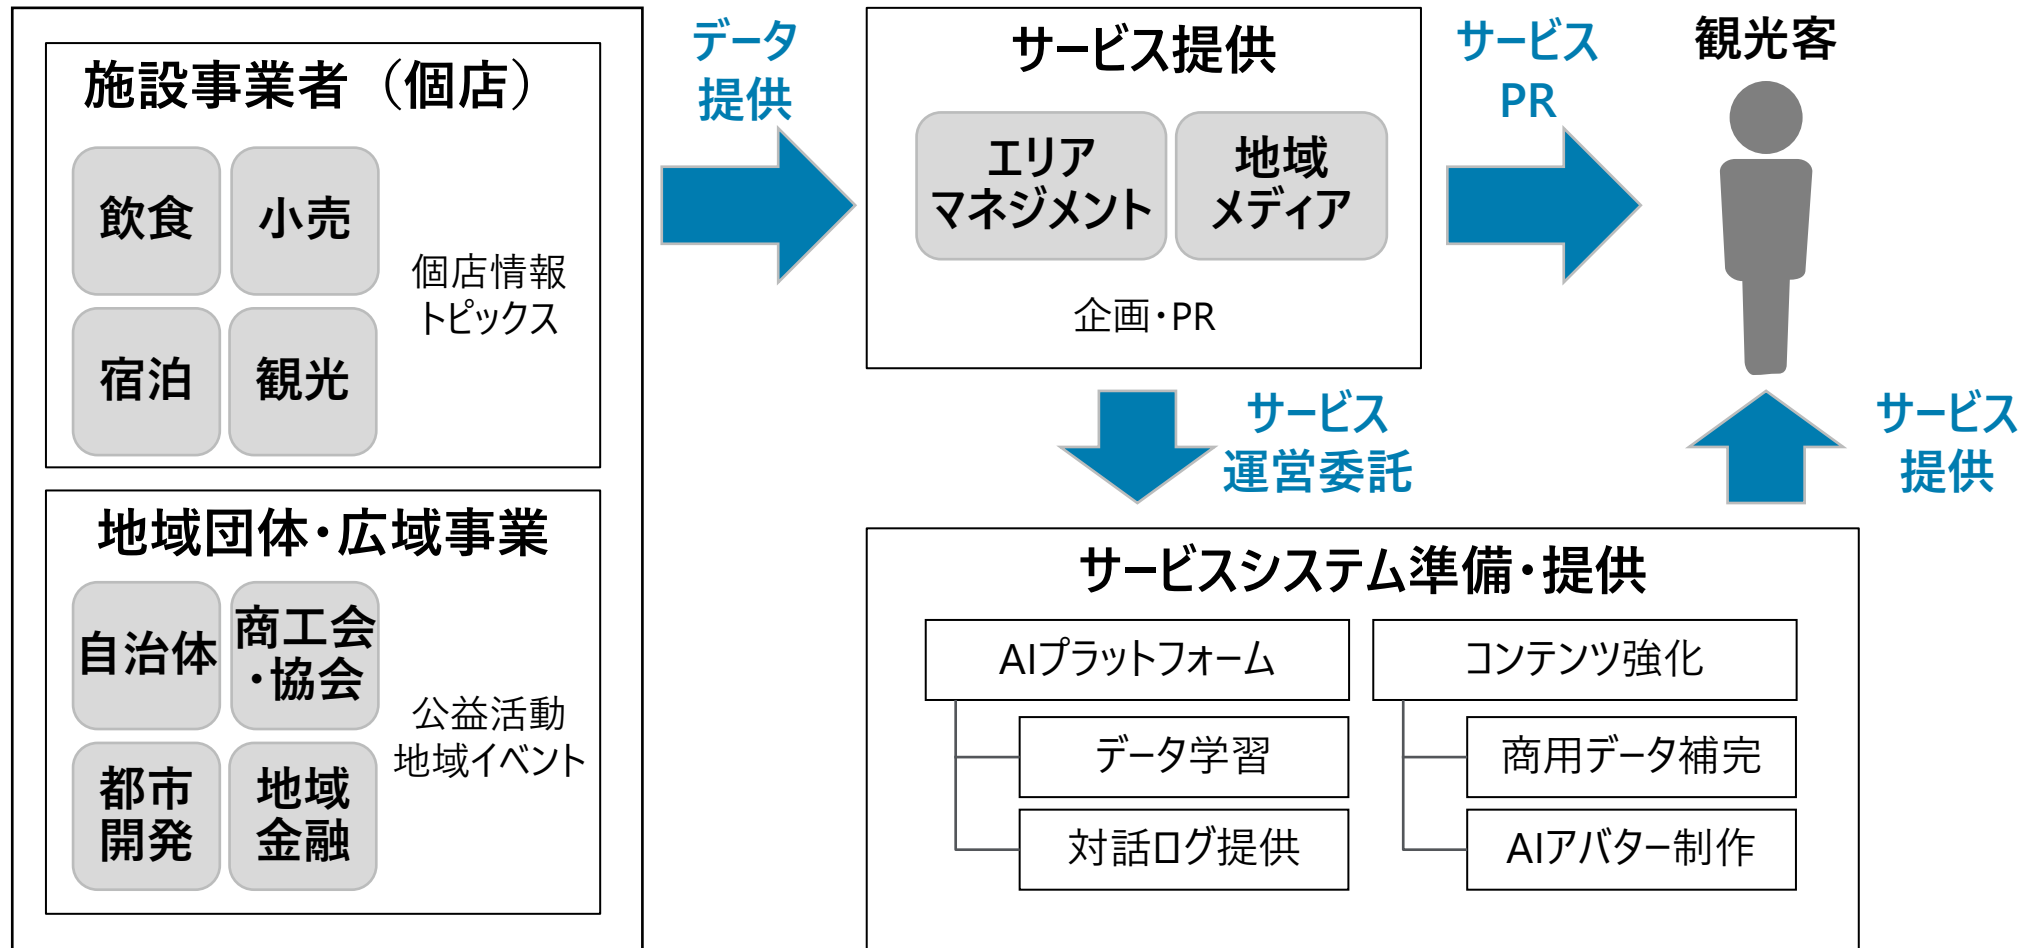 施設事業者（個店）
飲食
小売
宿泊
観光
個店情報
トピックス
地域団体・広域事業
自治体
商工会
・協会
都市
開発
地域
金融
公益活動
地域イベント
データ
提供
サービス提供
エリア
マネジメント
地域
メディア
企画・PR
サービス
PR
観光客
サービス
運営委託
サービス
提供
サービスシステム準備・提供
AIプラットフォーム
データ学習
対話ログ提供
コンテンツ強化
商用データ補完
AIアバター制作